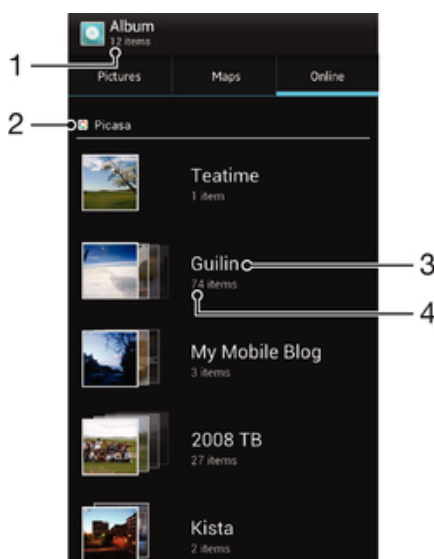 Album
12 items
1
Pictures Maps Online
2
Picasa
Teatime
1 item
Guilin
3
74 items
4
My Mobile Blog
3 items
2008 TB
27 items
Kista
2 items